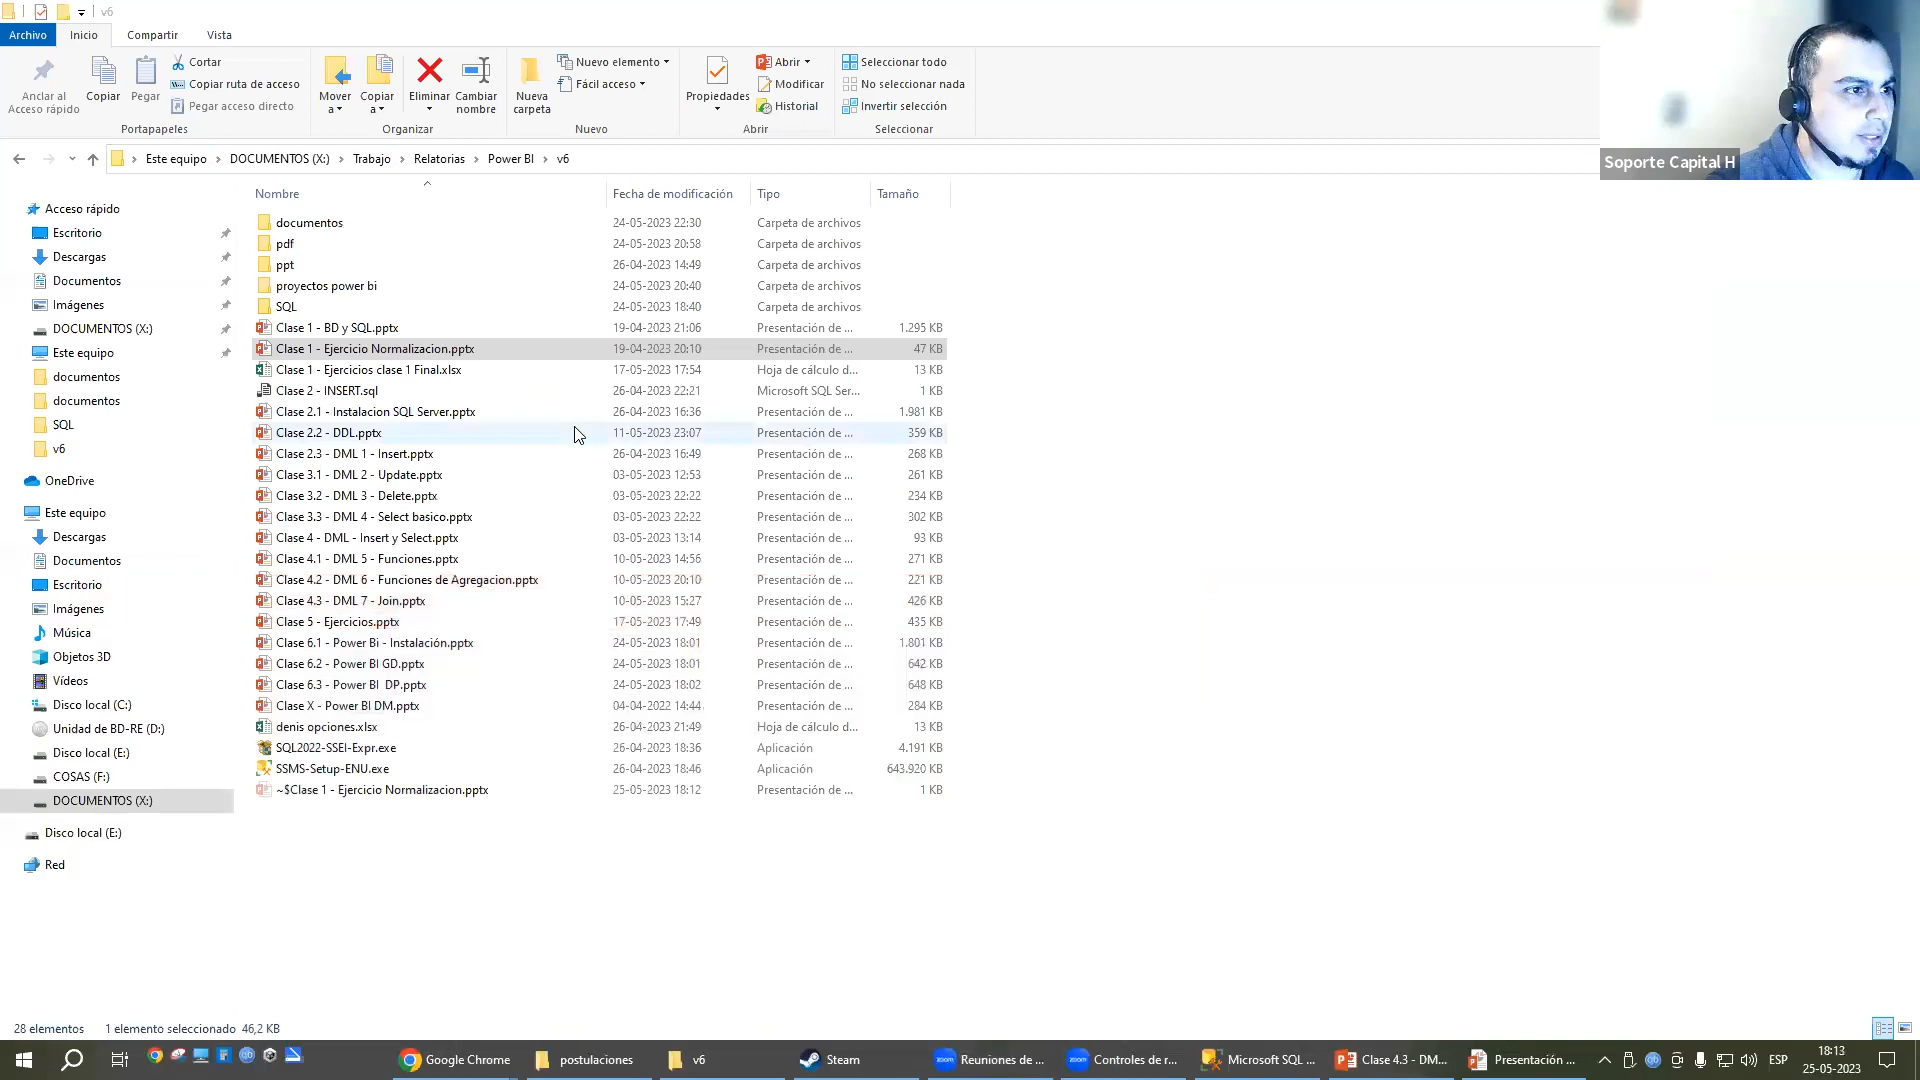 v6
Archivo Inicio Compartir Vista
Anclar al Acceso rápido
Copiar
Pegar
Cortar
Copiar ruta de acceso
Pegar acceso directo
Portapapeles
Mover a
Copiar a
Eliminar
Cambiar nombre
Organizar
Nueva carpeta
Nuevo elemento
Fácil acceso
Nuevo
Propiedades
Abrir
Modificar
Historial
Abrir
Seleccionar todo
No seleccionar nada
Invertir selección
Seleccionar
Soporte Capital H
Este equipo DOCUMENTOS (X:) Trabajo Relatorias Power BI v6
Acceso rápido
Escritorio
Descargas
Documentos
Imágenes
DOCUMENTOS (X:)
Este equipo
documentos
documentos
SQL
v6
OneDrive
Este equipo
Descargas
Documentos
Escritorio
Imágenes
Música
Objetos 3D
Vídeos
Disco local (C:)
Unidad de BD-RE (D:)
Disco local (E:)
COSAS (F:)
DOCUMENTOS (X:)
Disco local (E:)
Red
Nombre Fecha de modificación Tipo Tamaño
documentos 24-05-2023 22:30 Carpeta de archivos
pdf 24-05-2023 20:58 Carpeta de archivos
ppt 26-04-2023 14:49 Carpeta de archivos
proyectos power bi 24-05-2023 20:40 Carpeta de archivos
SQL 24-05-2023 18:40 Carpeta de archivos
Clase 1 - BD y SQL.pptx 19-04-2023 21:06 Presentación de ... 1.295 KB
Clase 1 - Ejercicio Normalizacion.pptx 19-04-2023 20:10 Presentación de ... 47 KB
Clase 1 - Ejercicios clase 1 Final.xlsx 17-05-2023 17:54 Hoja de cálculo d... 13 KB
Clase 2 - INSERT.sql 26-04-2023 22:21 Microsoft SQL Ser... 1 KB
Clase 2.1 - Instalacion SQL Server.pptx 26-04-2023 16:36 Presentación de ... 1.981 KB
Clase 2.2 - DDL.pptx 11-05-2023 23:07 Presentación de ... 359 KB
Clase 2.3 - DML 1 - Insert.pptx 26-04-2023 16:49 Presentación de ... 268 KB
Clase 3.1 - DML 2 - Update.pptx 03-05-2023 12:53 Presentación de ... 261 KB
Clase 3.2 - DML 3 - Delete.pptx 03-05-2023 22:22 Presentación de ... 234 KB
Clase 3.3 - DML 4 - Select basico.pptx 03-05-2023 22:22 Presentación de ... 302 KB
Clase 4 - DML - Insert y Select.pptx 03-05-2023 13:14 Presentación de ... 93 KB
Clase 4.1 - DML 5 - Funciones.pptx 10-05-2023 14:56 Presentación de ... 271 KB
Clase 4.2 - DML 6 - Funciones de Agregacion.pptx 10-05-2023 20:10 Presentación de ... 221 KB
Clase 4.3 - DML 7 - Join.pptx 10-05-2023 15:27 Presentación de ... 426 KB
Clase 5 - Ejercicios.pptx 17-05-2023 17:49 Presentación de ... 435 KB
Clase 6.1 - Power Bi - Instalación.pptx 24-05-2023 18:01 Presentación de ... 1.801 KB
Clase 6.2 - Power BI GD.pptx 24-05-2023 18:01 Presentación de ... 642 KB
Clase 6.3 - Power BI DP.pptx 24-05-2023 18:02 Presentación de ... 648 KB
Clase X - Power BI DM.pptx 04-04-2022 14:44 Presentación de ... 284 KB
denis opciones.xlsx 26-04-2023 21:49 Hoja de cálculo d... 13 KB
SQL2022-SSEI-Expr.exe 26-04-2023 18:36 Aplicación 4.191 KB
SSMS-Setup-ENU.exe 26-04-2023 18:46 Aplicación 643.920 KB
~$Clase 1 - Ejercicio Normalizacion.pptx 25-05-2023 18:12 Presentación de ... 1 KB
28 elementos 1 elemento seleccionado 46,2 KB
Google Chrome postulaciones v6 Steam Reuniones de ... Controles de r... Microsoft SQL ... Clase 4.3 - DM... Presentación ... ESP 18:13
25-05-2023